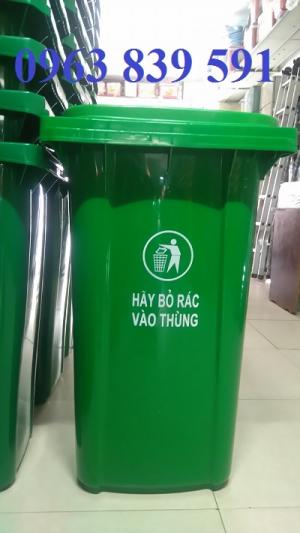 0963 839 591
HÃY BỎ RÁC
VÀO THÙNG